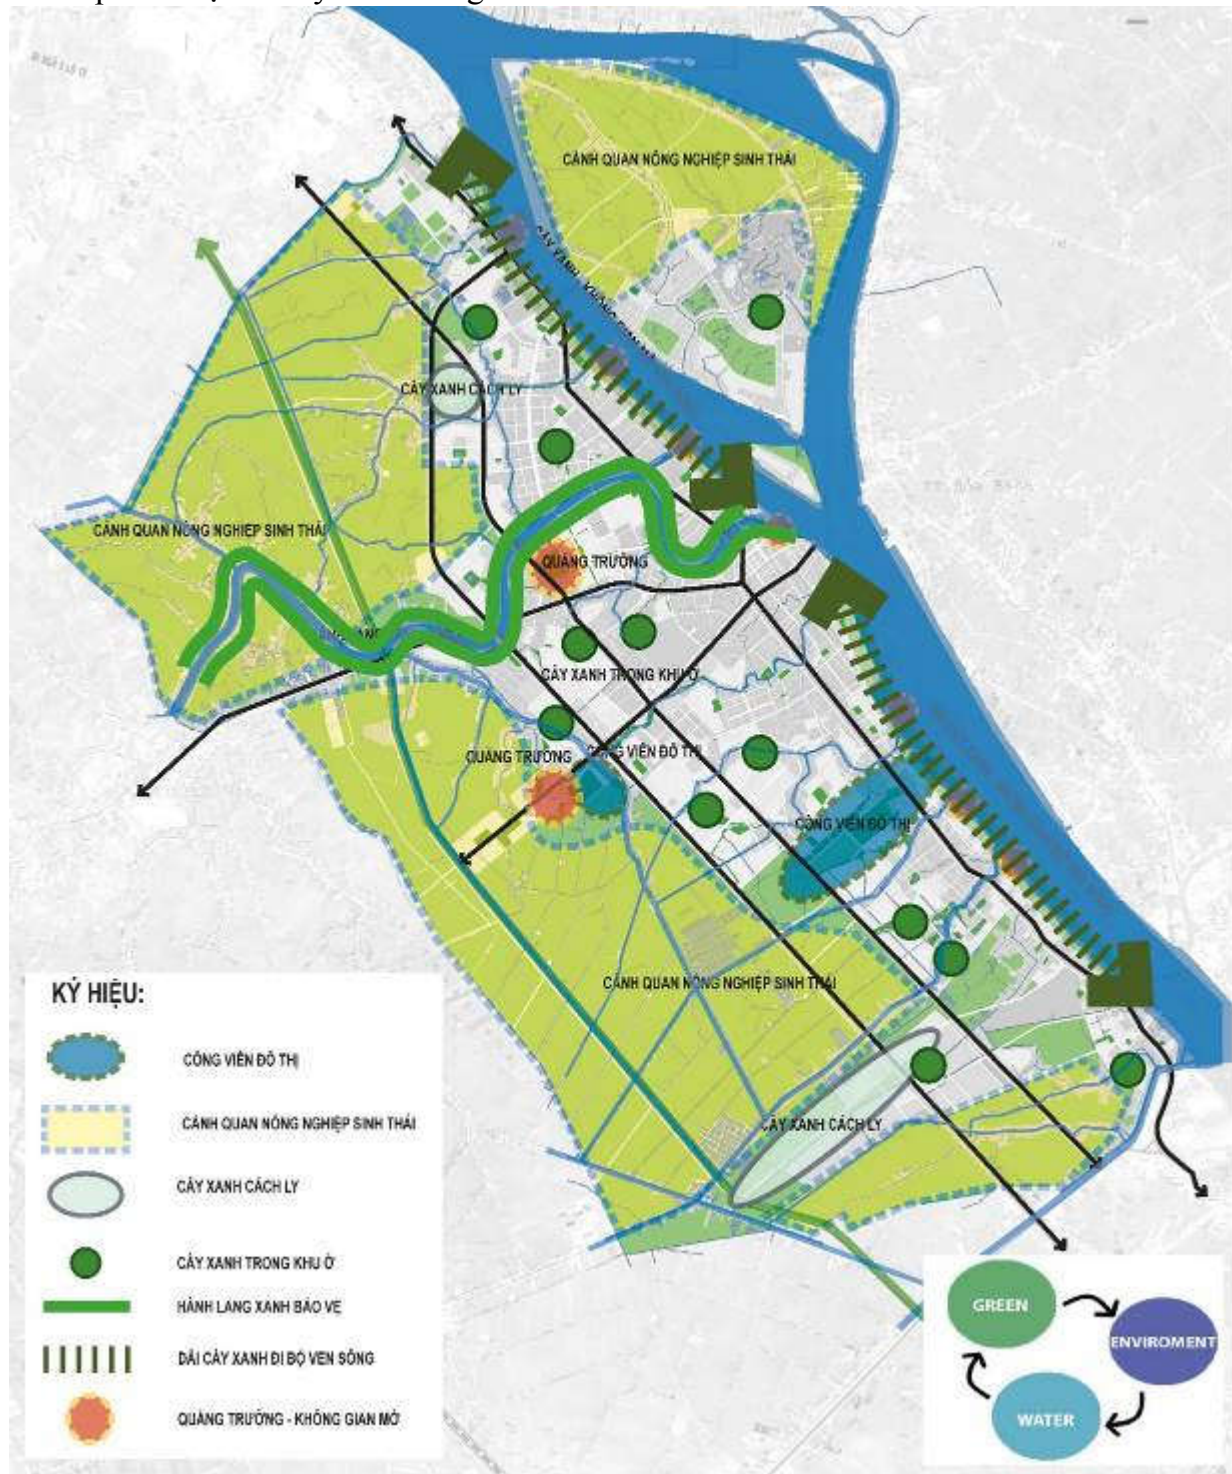 CẢNH QUAN NÔNG NGHIỆP SINH THÁI
CÂY XANH CÁCH LY
CẢNH QUAN NÔNG NGHIỆP SINH THÁI
QUẢNG TRƯỜNG
CÂY XANH TRONG KHU Ở
QUẢNG TRƯỜNG
CÔNG VIÊN ĐÔ THỊ
CÔNG VIÊN ĐÔ THỊ
CẢNH QUAN NÔNG NGHIỆP SINH THÁI
CÂY XANH CÁCH LY
KÝ HIỆU:
CÔNG VIÊN ĐÔ THỊ
CẢNH QUAN NÔNG NGHIỆP SINH THÁI
CÂY XANH CÁCH LY
CÂY XANH TRONG KHU Ở
HÀNH LANG XANH BẢO VỆ
DẢI CÂY XANH ĐI BỘ VEN SÔNG
QUẢNG TRƯỜNG - KHÔNG GIAN MỞ
GREEN
ENVIROMENT
WATER